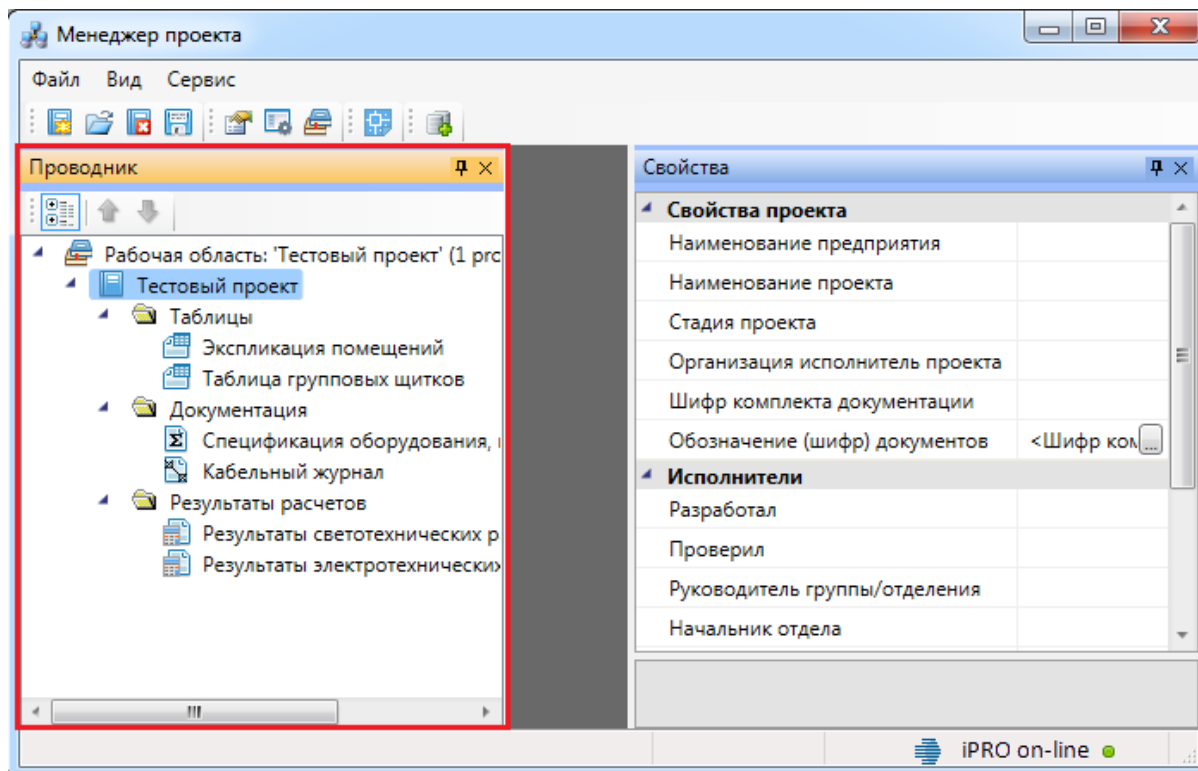 Менеджер проекта
Файл Вид Сервис
Проводник
Рабочая область: 'Тестовый проект' (1 pro
Тестовый проект
Таблицы
Экспликация помещений
Таблица групповых щитков
Документация
Спецификация оборудования,
Кабельный журнал
Результаты расчетов
Результаты светотехнических р
Результаты электротехнических
Свойства
Свойства проекта
Наименование предприятия
Наименование проекта
Стадия проекта
Организация исполнитель проекта
Шифр комплекта документации
Обозначение (шифр) документов <Шифр ком ...
Исполнители
Разработал
Проверил
Руководитель группы/отделения
Начальник отдела
iPRO on-line